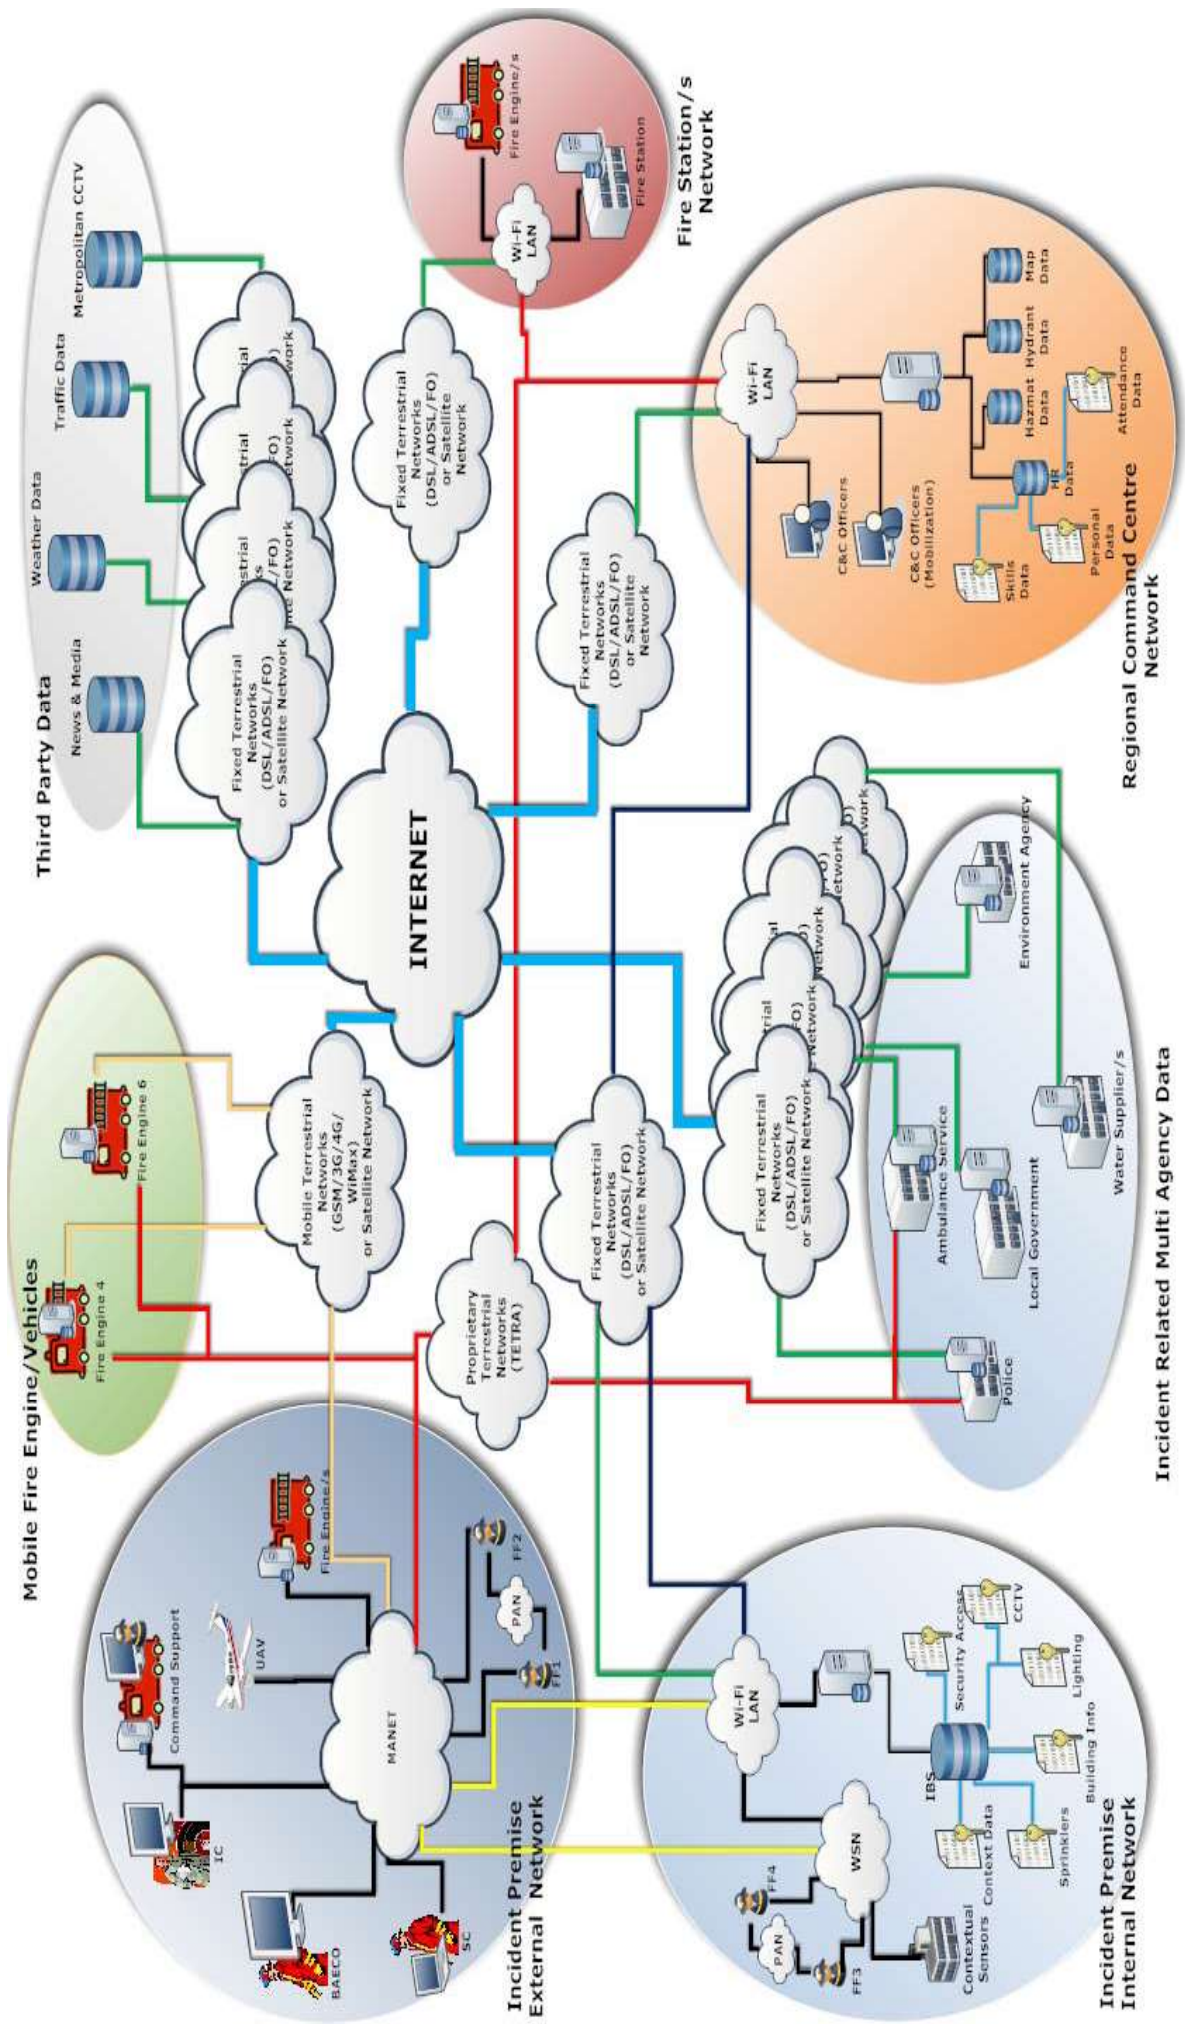 Mobile Fire Engine/Vehicles
Fire Engine 4
Fire Engine 6
Third Party Data
News & Media
Weather Data
Traffic Data
Metropolitan CCTV
Command Support
IC
UAV
Fire Engine/s
BAECO
SC
MANET
FF1
PAN
FF2
Incident Premise
External Network
Mobile Terrestrial
Networks
(GSM/3G/4G/
WiMax)
or Satellite Network
Proprietary
Terrestrial
Networks
(TETRA)
INTERNET
Fixed Terrestrial
Networks
(DSL/ADSL/FO)
or Satellite Network
Fixed Terrestrial
Networks
(DSL/ADSL/FO)
or Satellite
Network
Wi-Fi
LAN
Fire Engine/s
Fire Station
Fire Station/s
Network
Fixed Terrestrial
Networks
(DSL/ADSL/FO)
or Satellite Network
Fixed Terrestrial
Networks
(DSL/ADSL/FO)
or Satellite
Network
Wi-Fi
LAN
C&C Officers
C&C Officers
(Mobilization)
Skills
Data
HR
Data
Personal
Data
Hazmat
Data
Hydrant
Data
Map
Data
Attendance
Data
Regional Command Centre
Network
Fixed Terrestrial
Networks
(DSL/ADSL/FO)
or Satellite Network
Police
Ambulance Service
Local Government
Environment Agency
Water Supplier/s
Incident Related Multi Agency Data
Wi-Fi
LAN
WSN
FF4
PAN
FF3
Contextual
Sensors
IBS
Security Access
CCTV
Lighting
Building Info
Context Data
Sprinklers
Incident Premise
Internal Network